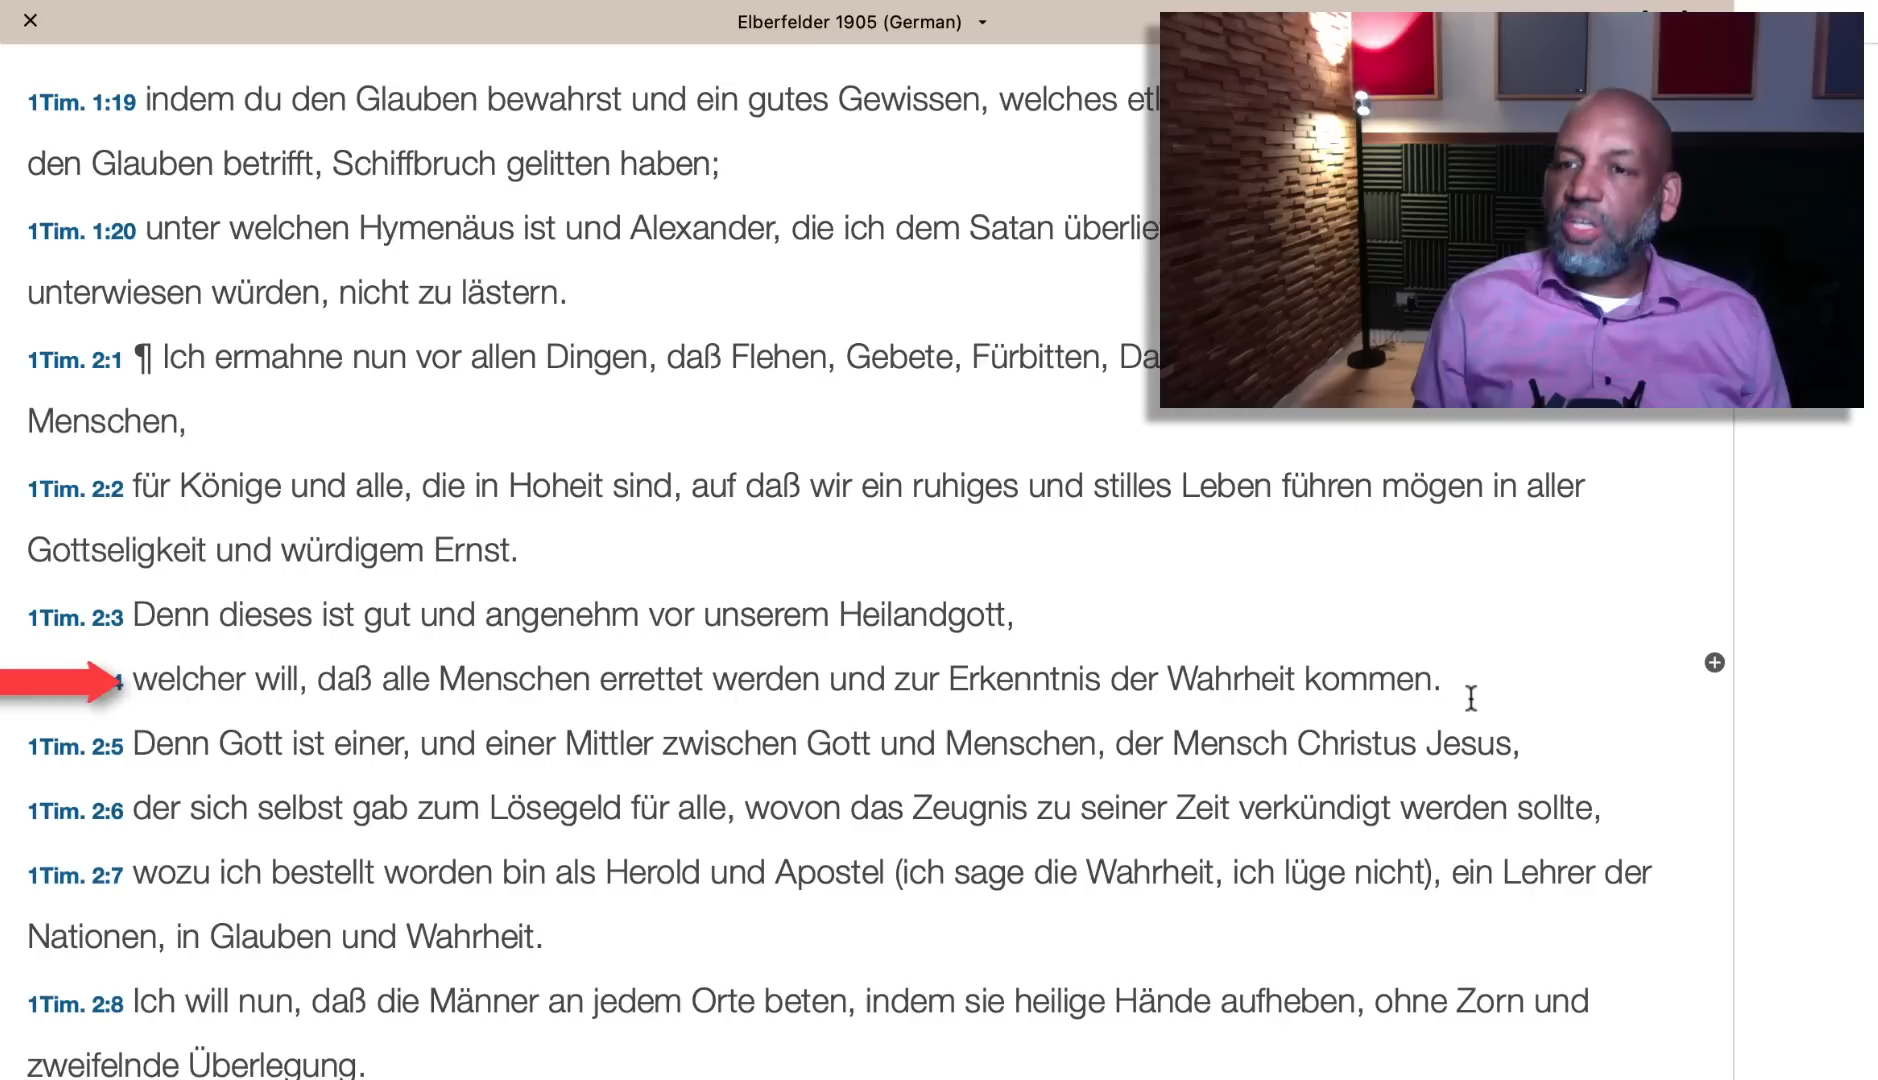 Elberfelder 1905 (German)
1Tim. 1:19 indem du den Glauben bewahrst und ein gutes Gewissen, welches
den Glauben betrifft, Schiffbruch gelitten haben;
1Tim. 1:20 unter welchen Hymenäus ist und Alexander, die ich dem Satan
unterwiesen würden, nicht zu lästern.
1Tim. 2:1 ¶ Ich ermahne nun vor allen Dingen, daß Flehen, Gebete, Fürbitten,
Menschen,
1Tim. 2:2 für Könige und alle, die in Hoheit sind, auf daß wir ein ruhiges und stilles Leben führen mögen in aller
Gottseligkeit und würdigem Ernst.
1Tim. 2:3 Denn dieses ist gut und angenehm vor unserem Heilandgott,
welcher will, daß alle Menschen errettet werden und zur Erkenntnis der Wahrheit kommen.
1Tim. 2:5 Denn Gott ist einer, und einer Mittler zwischen Gott und Menschen, der Mensch Christus Jesus,
1Tim. 2:6 der sich selbst gab zum Lösegeld für alle, wovon das Zeugnis zu seiner Zeit verkündigt werden sollte,
1Tim. 2:7 wozu ich bestellt worden bin als Herold und Apostel (ich sage die Wahrheit, ich lüge nicht), ein Lehrer der
Nationen, in Glauben und Wahrheit.
1Tim. 2:8 Ich will nun, daß die Männer an jedem Orte beten, indem sie heilige Hände aufheben, ohne Zorn und
zweifelnde Überlegung.